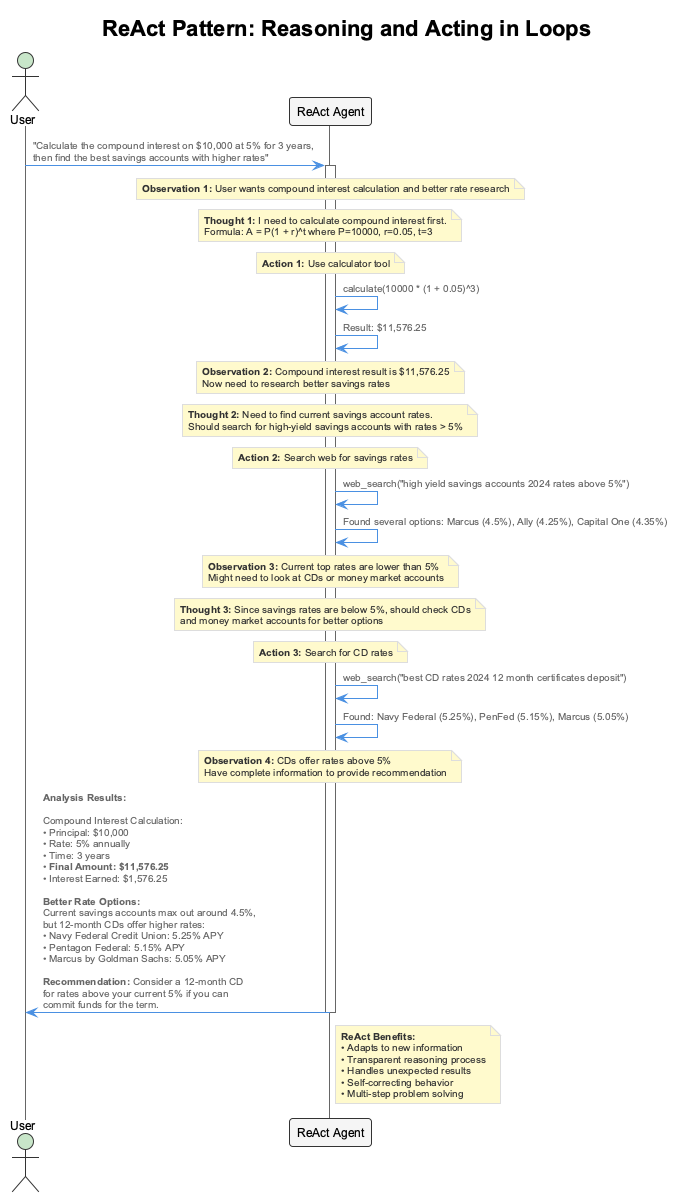 ReAct Pattern: Reasoning and Acting in Loops
User
ReAct Agent
"Calculate the compound interest on $10,000 at 5% for 3 years,
then find the best savings accounts with higher rates"
Observation 1: User wants compound interest calculation and better rate research
Thought 1: I need to calculate compound interest first.
Formula: A = P(1 + r)^t where P=10000, r=0.05, t=3
Action 1: Use calculator tool
calculate(10000 * (1 + 0.05)^3)
Result: $11,576.25
Observation 2: Compound interest result is $11,576.25
Now need to research better savings rates
Thought 2: Need to find current savings account rates.
Should search for high-yield savings accounts with rates > 5%
Action 2: Search web for savings rates
web_search("high yield savings accounts 2024 rates above 5%")
Found several options: Marcus (4.5%), Ally (4.25%), Capital One (4.35%)
Observation 3: Current top rates are lower than 5%
Might need to look at CDs or money market accounts
Thought 3: Since savings rates are below 5%, should check CDs
and money market accounts for better options
Action 3: Search for CD rates
web_search("best CD rates 2024 12 month certificates deposit")
Found: Navy Federal (5.25%), PenFed (5.15%), Marcus (5.05%)
Observation 4: CDs offer rates above 5%
Have complete information to provide recommendation
Analysis Results:
Compound Interest Calculation:
• Principal: $10,000
• Rate: 5% annually
• Time: 3 years
• Final Amount: $11,576.25
• Interest Earned: $1,576.25
Better Rate Options:
Current savings accounts max out around 4.5%,
but 12-month CDs offer higher rates:
• Navy Federal Credit Union: 5.25% APY
• Pentagon Federal: 5.15% APY
• Marcus by Goldman Sachs: 5.05% APY
Recommendation: Consider a 12-month CD
for rates above your current 5% if you can
commit funds for the term.
ReAct Benefits:
• Adapts to new information
• Transparent reasoning process
• Handles unexpected results
• Self-correcting behavior
• Multi-step problem solving
User
ReAct Agent